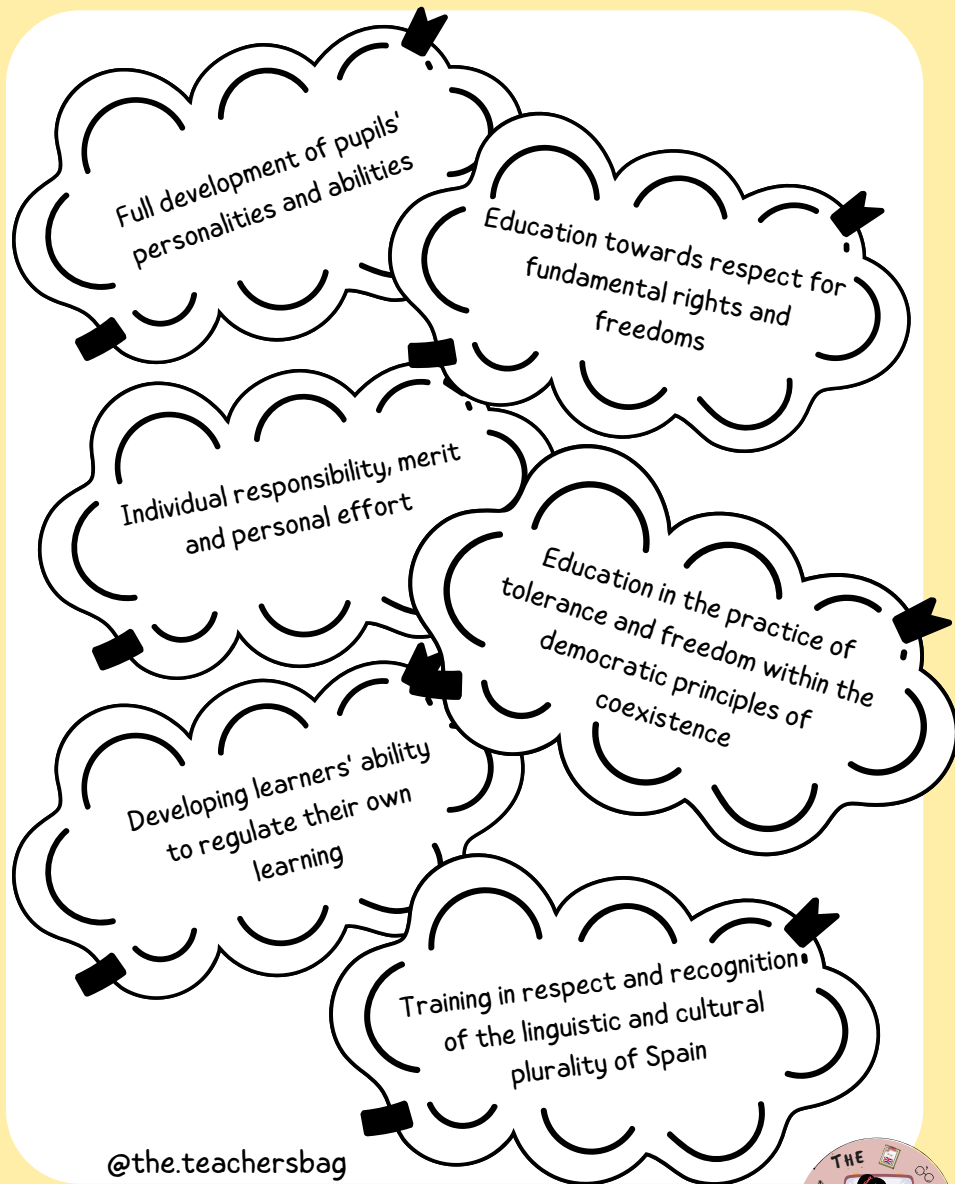 Full development of pupils'
personalities and abilities
Education towards respect for
fundamental rights and
freedoms
Individual responsibility, merit
and personal effort
Education in the practice of
tolerance and freedom within the
democratic principles of
coexistence
Developing learners' ability
to regulate their own
learning
Training in respect and recognition
of the linguistic and cultural
plurality of Spain
@the.teachersbag
THE